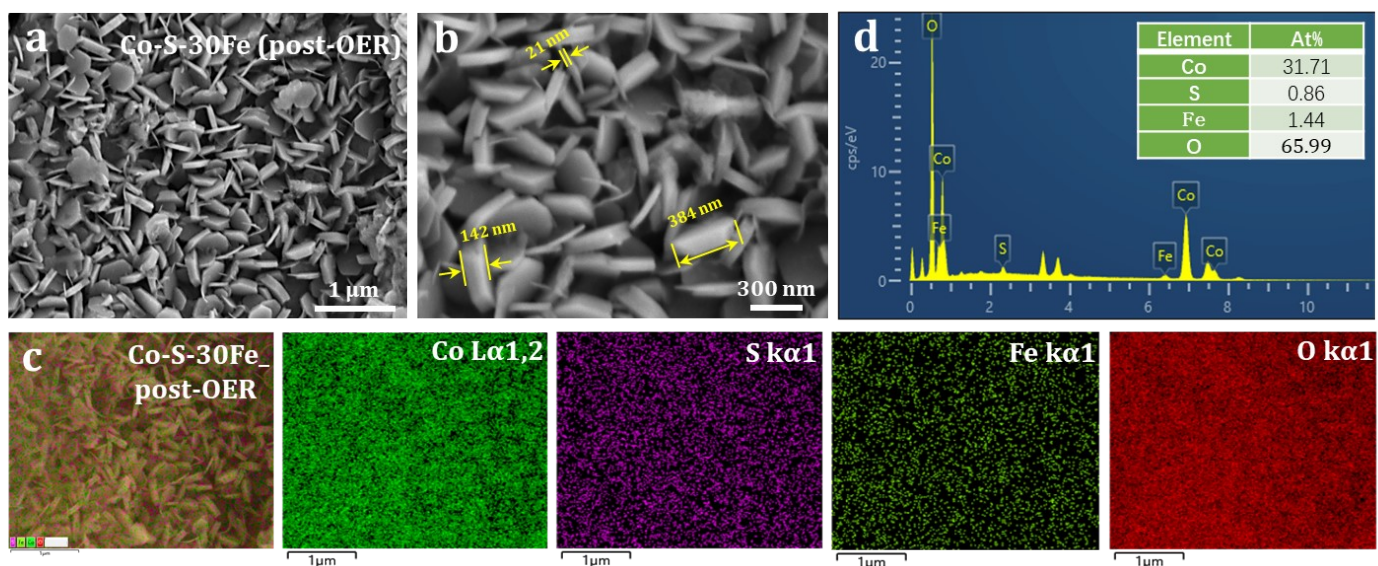 a
Co-S-30Fe (post-OER)
1 μm
b
21 nm
142 nm
384 nm
300 nm
d
cps/eV
20
10
0
O
Co
Fe
S
Fe
Co
Co
0 2 4 6 8 10
Element At%
Co 31.71
S 0.86
Fe 1.44
O 65.99
c
Co-S-30Fe_
post-OER
1μm
Co Lα1,2
1μm
S kα1
1μm
Fe kα1
1μm
O kα1
1μm